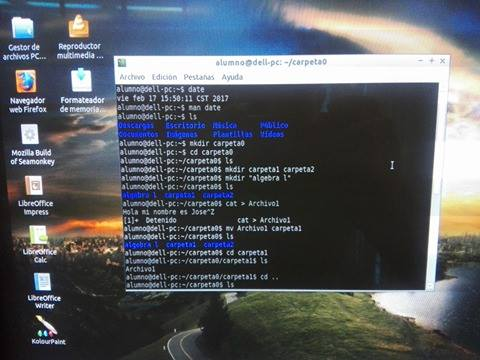 Gestor de
archivos PC...
Reproductor
multimedia ...
Navegador
web Firefox
Formateador
de memoria...
Mozilla Build
of Seamonkey
LibreOffice
Impress
LibreOffice
Calc
LibreOffice
Writer
KolourPaint
alumno@dell-pc: ~/carpeta0
Archivo Edición Pestañas Ayuda
alumno@dell-pc:~$ date
vie feb 17 15:50:11 CST 2017
alumno@dell-pc:~$ man date
alumno@dell-pc:~$ ls
Descargas Escritorio Música Público
Documentos Imágenes Plantillas Vídeos
alumno@dell-pc:~$ mkdir carpeta0
alumno@dell-pc:~$ cd carpeta0
alumno@dell-pc:~/carpeta0$ ls
alumno@dell-pc:~/carpeta0$ mkdir carpeta1 carpeta2
alumno@dell-pc:~/carpeta0$ mkdir "algebra l"
alumno@dell-pc:~/carpeta0$ ls
algebra l carpeta1 carpeta2
alumno@dell-pc:~/carpeta0$ cat > Archivo1
Hola mi nombre es Jose^Z
[1]+ Detenido cat > Archivo1
alumno@dell-pc:~/carpeta0$ mv Archivo1 carpeta1
alumno@dell-pc:~/carpeta0$ ls
algebra l carpeta1 carpeta2
alumno@dell-pc:~/carpeta0$ cd carpeta1
alumno@dell-pc:~/carpeta0/carpeta1$ ls
Archivo1
alumno@dell-pc:~/carpeta0/carpeta1$ cd ..
alumno@dell-pc:~/carpeta0$ ls